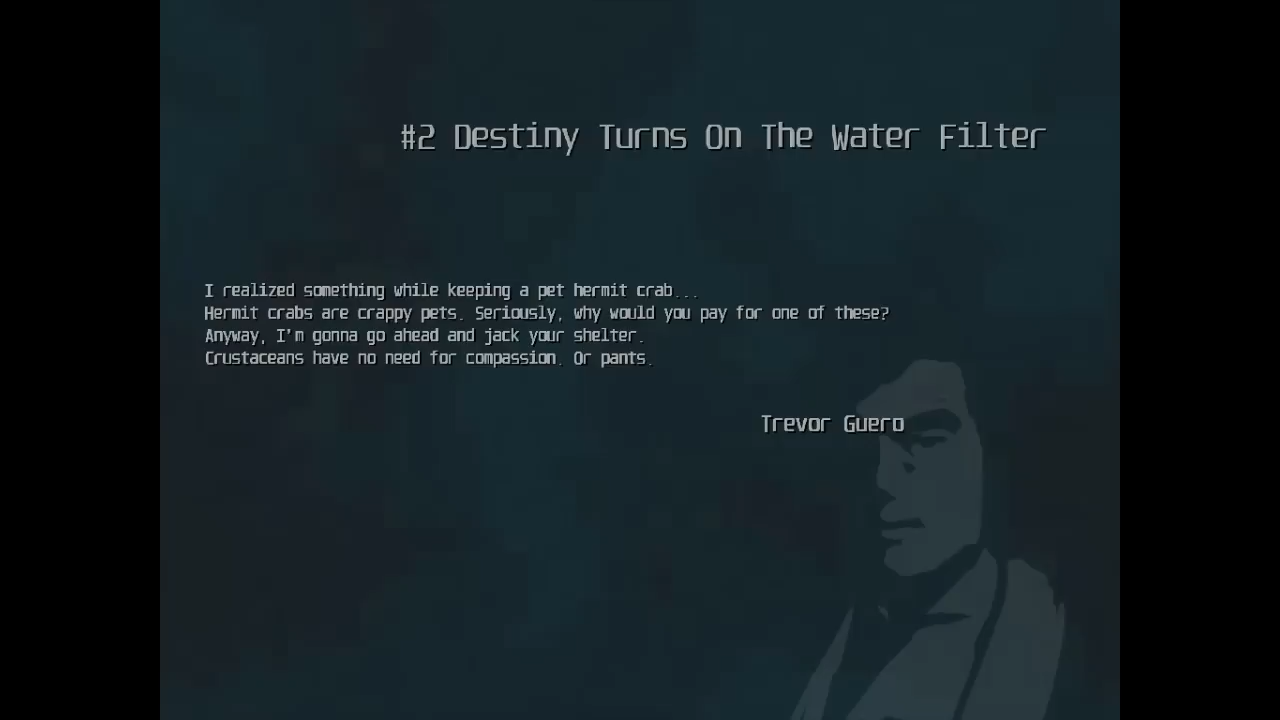 #2 Destiny Turns On The Water Filter
I realized something while keeping a pet hermit crab...
Hermit crabs are crappy pets. Seriously, why would you pay for one of these?
Anyway, I'm gonna go ahead and jack your shelter.
Crustaceans have no need for compassion. Or pants.
Trevor Guero